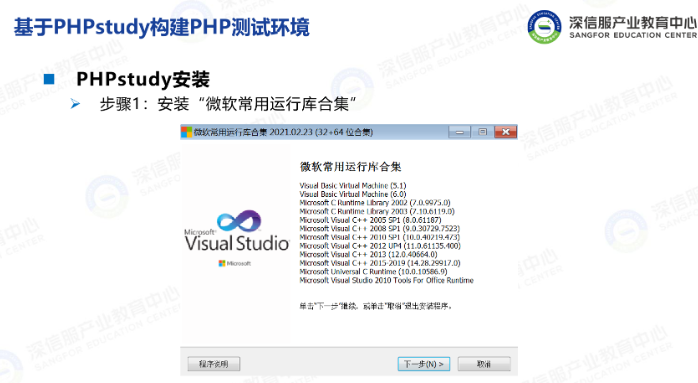 基于PHPstudy构建PHP测试环境
深信服产业教育中心
SANGFOR EDUCATION CENTER
PHPstudy安装
步骤1：安装“微软常用运行库合集”
微软常用运行库合集 2021.02.23 (32+64 位合集)
微软常用运行库合集
Visual Basic Virtual Machine (5.1)
Visual Basic Virtual Machine (6.0)
Microsoft C Runtime Library 2002 (7.0.9975.0)
Microsoft C Runtime Library 2003 (7.10.6119.0)
Microsoft Visual C++ 2005 SP1 (8.0.61187)
Microsoft Visual C++ 2008 SP1 (9.0.30729.7523)
Microsoft Visual C++ 2010 SP1 (10.0.40219.473)
Microsoft Visual C++ 2012 UP4 (11.0.61135.400)
Microsoft Visual C++ 2013 (12.0.40664.0)
Microsoft Visual C++ 2015-2019 (14.28.29917.0)
Microsoft Universal C Runtime (10.0.10586.9)
Microsoft Visual Studio 2010 Tools For Office Runtime
Microsoft
Visual Studio
Microsoft
单击"下一步"继续，或单击"取消"退出安装程序。
程序说明
下一步(N) >
取消